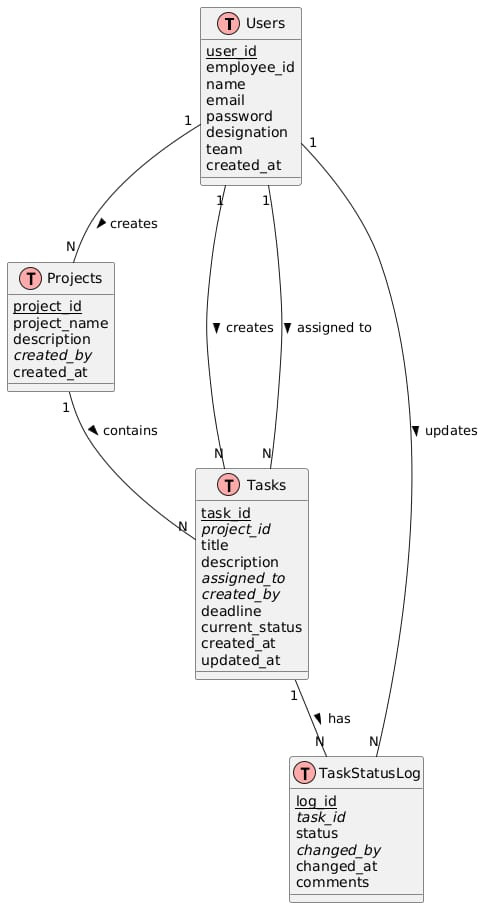 T Users
user_id
employee_id
name
email
password
designation
team
created_at
1
1
1
1
creates
N
T Projects
project_id
project_name
description
created_by
created_at
creates
assigned to
1
contains
updates
N
N
N
T Tasks
task_id
project_id
title
description
assigned_to
created_by
deadline
current_status
created_at
updated_at
1
has
N
N
T TaskStatusLog
log_id
task_id
status
changed_by
changed_at
comments